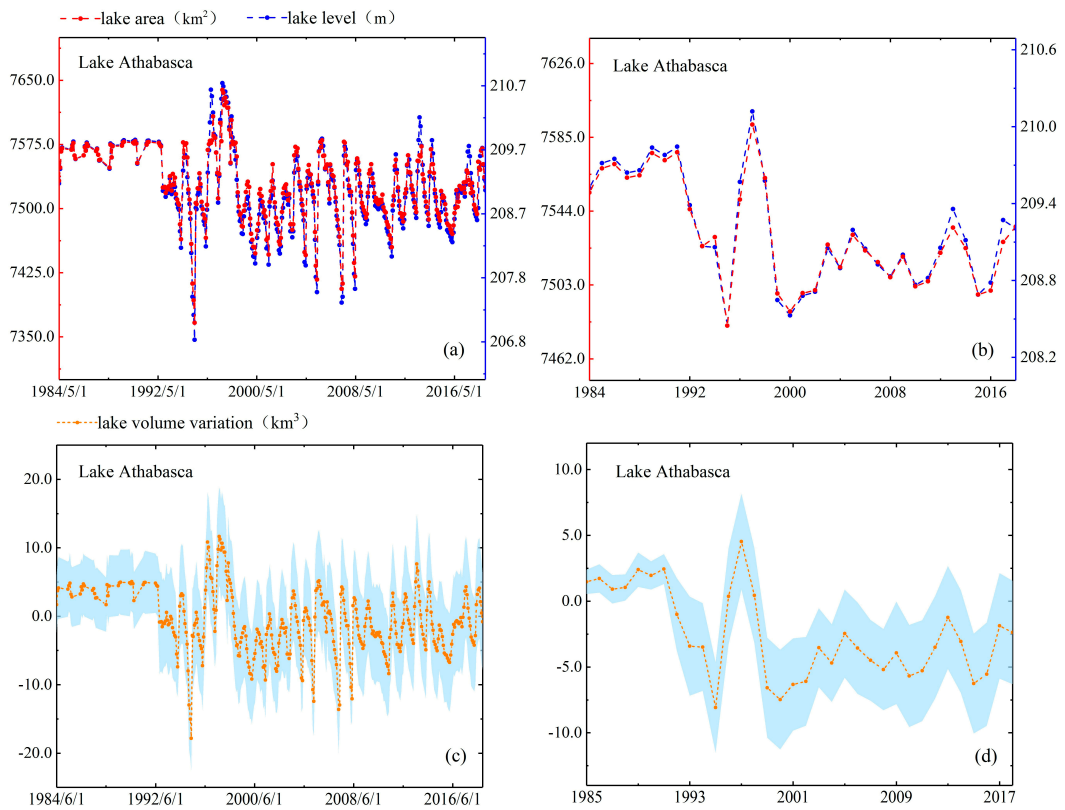 lake area（km²） lake level（m）
Lake Athabasca
7650.0
7575.0
7500.0
7425.0
7350.0
210.7
209.7
208.7
207.8
206.8
(a)
1984/5/1 1992/5/1 2000/5/1 2008/5/1 2016/5/1
Lake Athabasca
7626.0
7585.0
7544.0
7503.0
7462.0
210.6
210.0
209.4
208.8
208.2
(b)
1984 1992 2000 2008 2016
lake volume variation（km³）
Lake Athabasca
20.0
10.0
0.0
-10.0
-20.0
(c)
1984/6/1 1992/6/1 2000/6/1 2008/6/1 2016/6/1
Lake Athabasca
10.0
5.0
0.0
-5.0
-10.0
(d)
1985 1993 2001 2009 2017